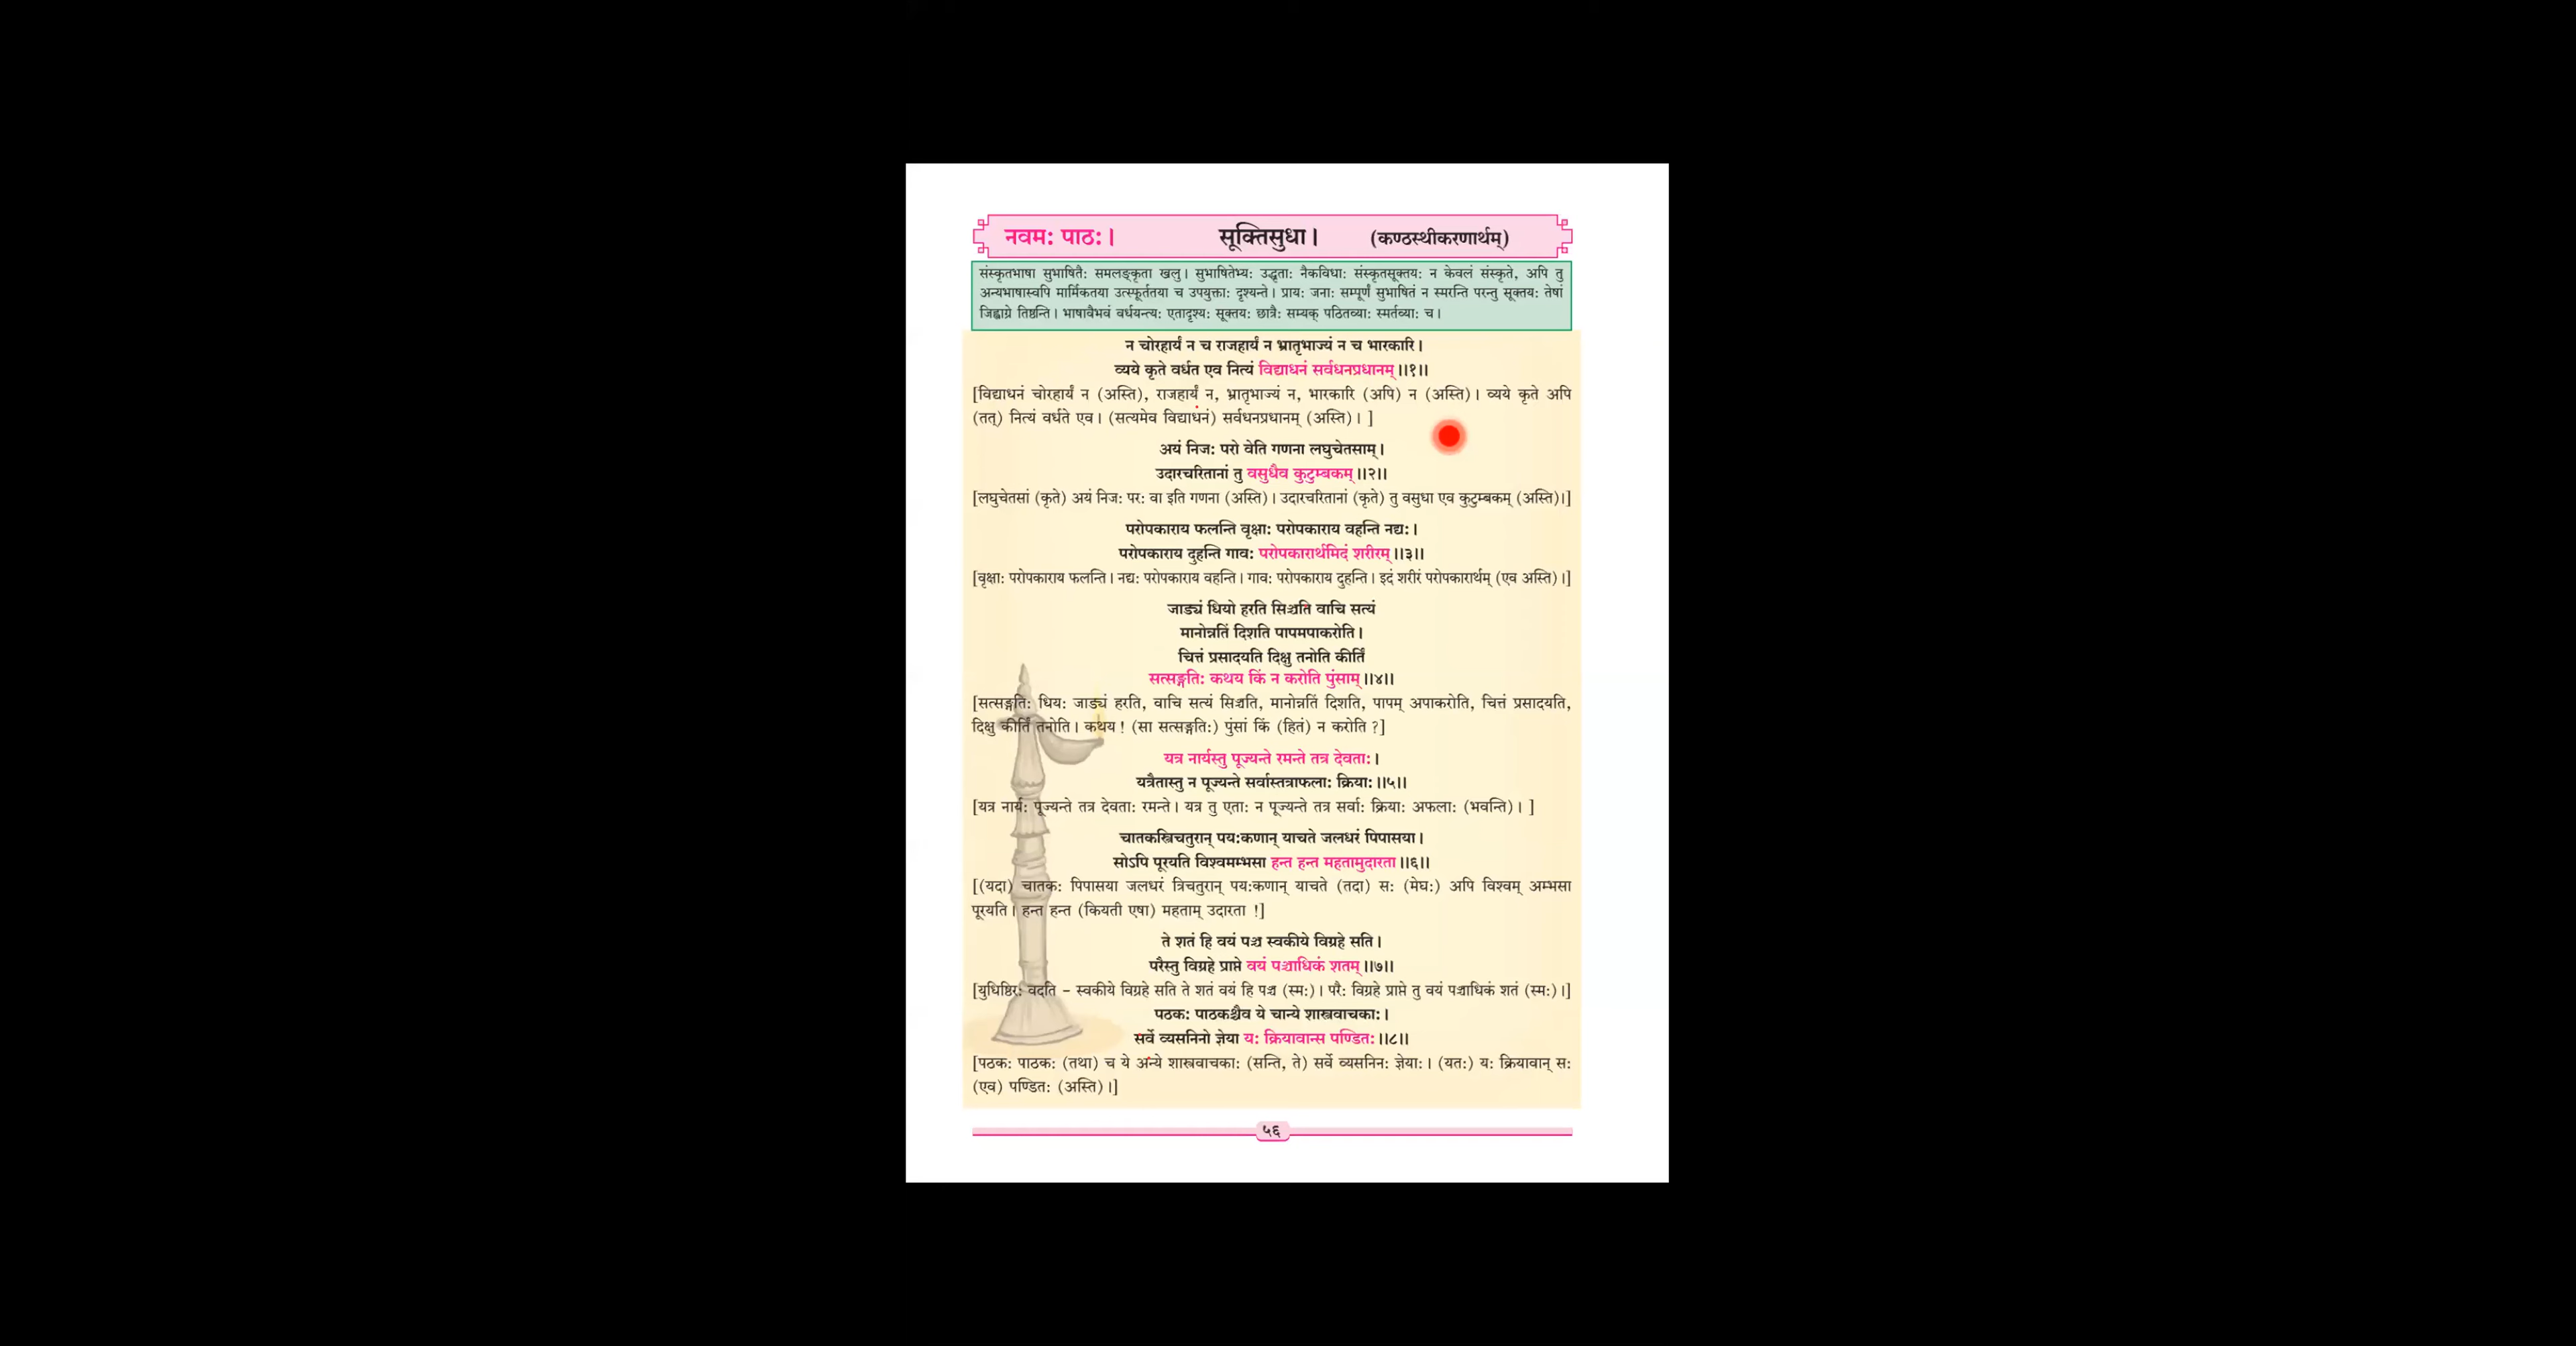 नवमः पाठः। सूक्तिसुधा। (कण्ठस्थीकरणार्थम्)
संस्कृतभाषा सुभाषितैः समलङ्कृता खलु। सुभाषितेभ्यः उद्धृताः नैकविधाः संस्कृतसूक्तयः न केवलं संस्कृते, अपि तु
अन्यभाषास्वपि मार्मिकतया उत्स्फूर्ततया च उपयुक्ताः दृश्यन्ते। प्रायः जनाः सम्पूर्णं सुभाषितं न स्मरन्ति परन्तु सूक्तयः तेषां
जिह्वाग्रे तिष्ठन्ति। भाषावैभवं वर्धयन्त्यः एतादृश्यः सूक्तयः छात्रैः सम्यक् पठितव्याः स्मर्तव्याः च।
न चोरहार्यं न च राजहार्यं न भ्रातृभाज्यं न च भारकारि।
व्यये कृते वर्धत एव नित्यं विद्याधनं सर्वधनप्रधानम्।।१।।
[विद्याधनं चोरहार्यं न (अस्ति), राजहार्यं न, भ्रातृभाज्यं न, भारकारि (अपि) न (अस्ति)। व्यये कृते अपि
(तत्) नित्यं वर्धते एव। (सत्यमेव विद्याधनं) सर्वधनप्रधानम् (अस्ति)। ]
अयं निजः परो वेति गणना लघुचेतसाम्।
उदारचरितानां तु वसुधैव कुटुम्बकम्।।२।।
[लघुचेतसां (कृते) अयं निजः परः वा इति गणना (अस्ति)। उदारचरितानां (कृते) तु वसुधा एव कुटुम्बकम् (अस्ति)।]
परोपकाराय फलन्ति वृक्षाः परोपकाराय वहन्ति नद्यः।
परोपकाराय दुहन्ति गावः परोपकारार्थमिदं शरीरम्।।३।।
[वृक्षाः परोपकाराय फलन्ति। नद्यः परोपकाराय वहन्ति। गावः परोपकाराय दुहन्ति। इदं शरीरं परोपकारार्थम् (एव अस्ति)।]
जाड्यं धियो हरति सिञ्चति वाचि सत्यं
मानोन्नतिं दिशति पापमपाकरोति।
चित्तं प्रसादयति दिक्षु तनोति कीर्तिं
सत्सङ्गतिः कथय किं न करोति पुंसाम्।।४।।
[सत्सङ्गतिः धियः जाड्यं हरति, वाचि सत्यं सिञ्चति, मानोन्नतिं दिशति, पापम् अपाकरोति, चित्तं प्रसादयति,
दिक्षु कीर्तिं तनोति। कथय ! (सा सत्सङ्गतिः) पुंसां किं (हितं) न करोति ?]
यत्र नार्यस्तु पूज्यन्ते रमन्ते तत्र देवताः।
यत्रैतास्तु न पूज्यन्ते सर्वास्तत्राफलाः क्रियाः।।५।।
[यत्र नार्यः पूज्यन्ते तत्र देवताः रमन्ते। यत्र तु एताः न पूज्यन्ते तत्र सर्वाः क्रियाः अफलाः (भवन्ति)। ]
चातकस्त्रिचतुरान् पयःकणान् याचते जलधरं पिपासया।
सोऽपि पूरयति विश्वमम्भसा हन्त हन्त महतामुदारता।।६।।
[(यदा) चातकः पिपासया जलधरं त्रिचतुरान् पयःकणान् याचते (तदा) सः (मेघः) अपि विश्वम् अम्भसा
पूरयति। हन्त हन्त (कियती एषा) महताम् उदारता !]
ते शतं हि वयं पञ्च स्वकीये विग्रहे सति।
परैस्तु विग्रहे प्राप्ते वयं पञ्चाधिकं शतम्।।७।।
[युधिष्ठिरः वदति - स्वकीये विग्रहे सति ते शतं वयं हि पञ्च (स्मः)। परैः विग्रहे प्राप्ते तु वयं पञ्चाधिकं शतं (स्मः)।]
पठकः पाठकश्चैव ये चान्ये शास्त्रवाचकाः।
सर्वे व्यसनिनो ज्ञेया यः क्रियावान्स पण्डितः।।८।।
[पठकः पाठकः (तथा) च ये अन्ये शास्त्रवाचकाः (सन्ति, ते) सर्वे व्यसनिनः ज्ञेयाः। (यतः) यः क्रियावान् सः
(एव) पण्डितः (अस्ति)।]
५६